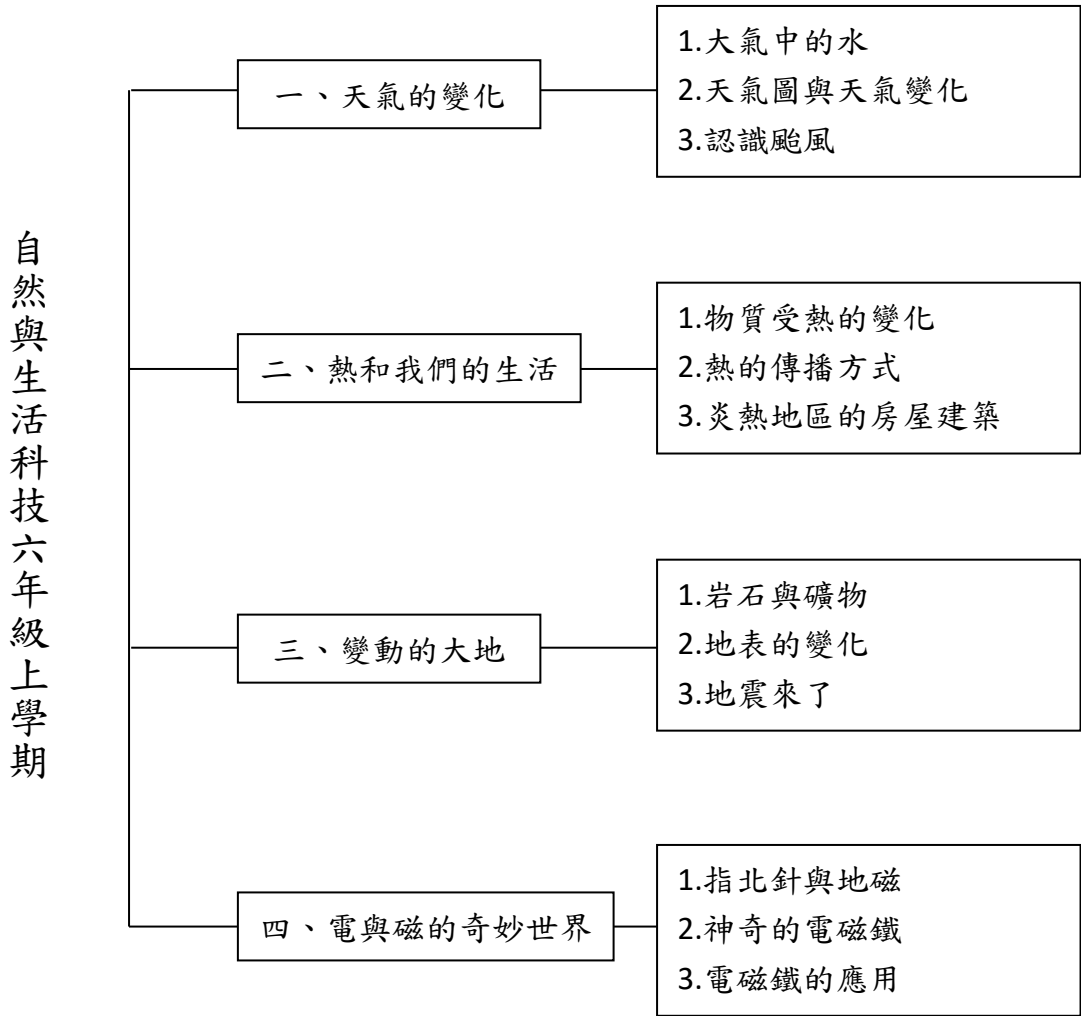 自然與生活科技六年級上學期
一、天氣的變化
1.大氣中的水
2.天氣圖與天氣變化
3.認識颱風
二、熱和我們的生活
1.物質受熱的變化
2.熱的傳播方式
3.炎熱地區的房屋建築
三、變動的大地
1.岩石與礦物
2.地表的變化
3.地震來了
四、電與磁的奇妙世界
1.指北針與地磁
2.神奇的電磁鐵
3.電磁鐵的應用